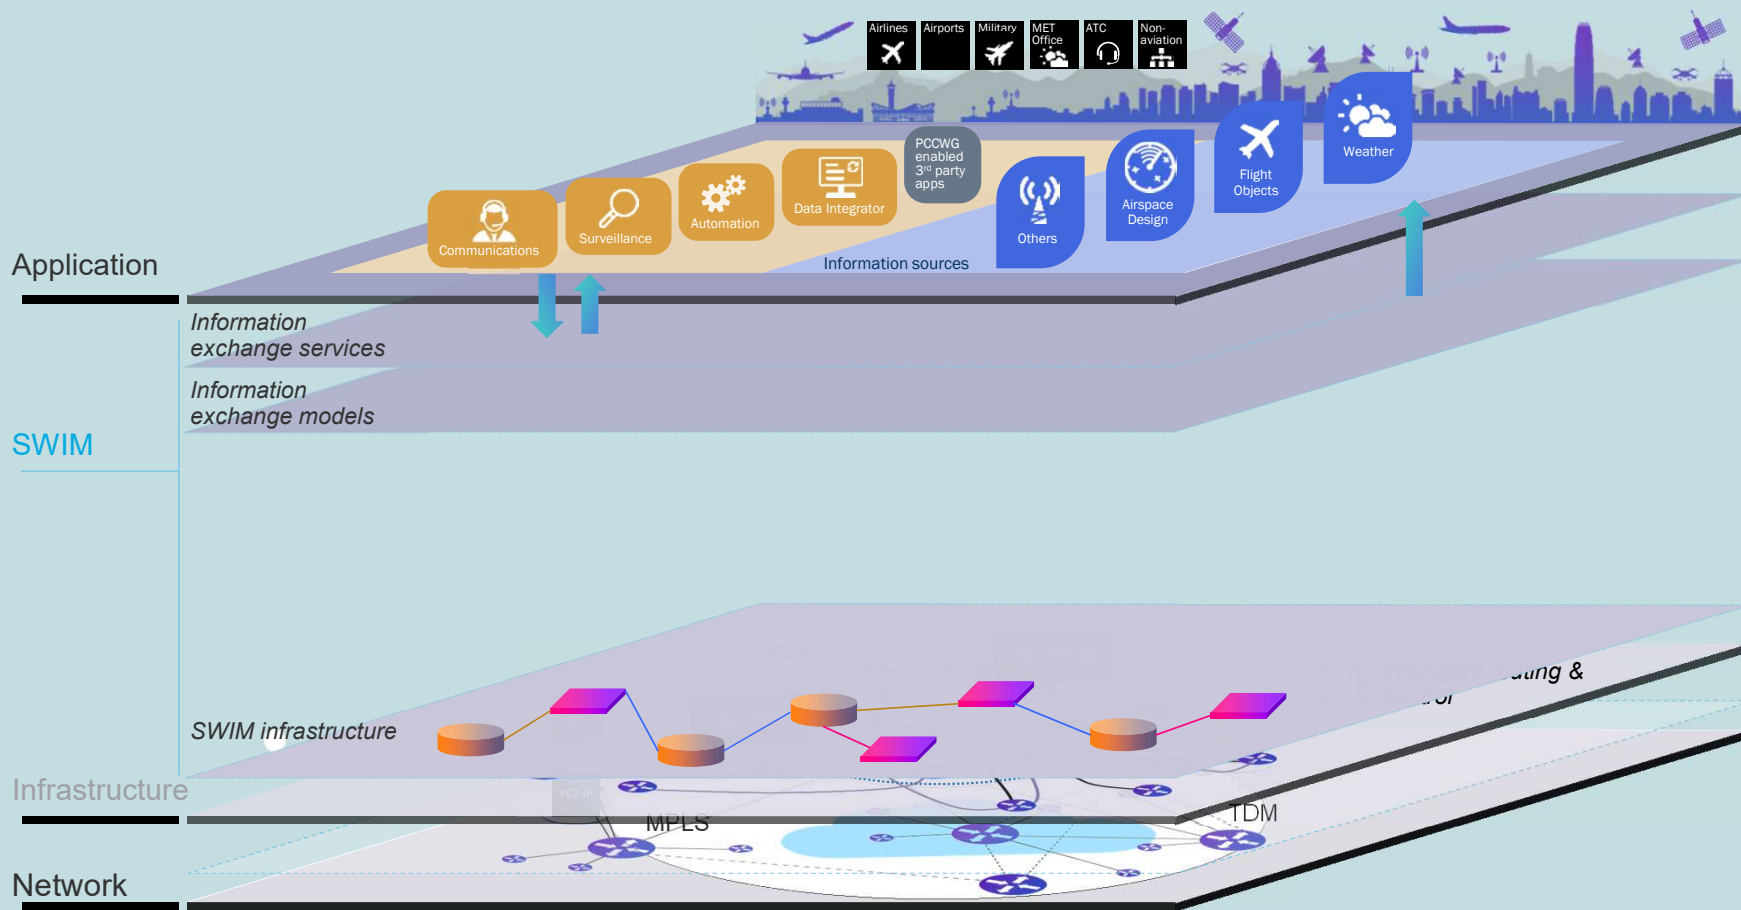 Airlines
Airports
Military
MET
Office
ATC
Non-
aviation
PCCWG
enabled
3rd party
apps
Weather
Flight
Objects
Airspace
Design
Data Integrator
Automation
Surveillance
Communications
Others
Information sources
Application
Information
exchange services
Information
exchange models
SWIM
SWIM infrastructure
Infrastructure
MPLS
TDM
Network